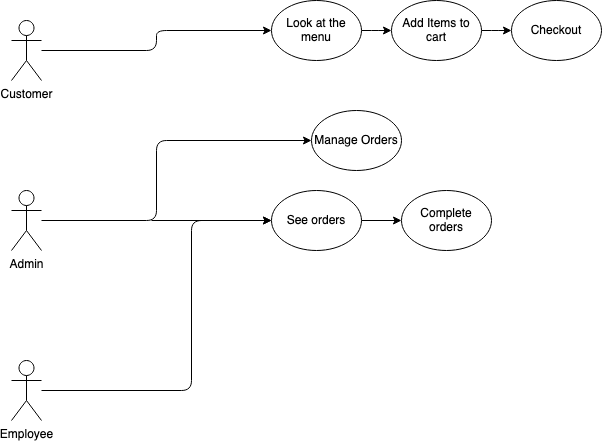 Look at the
menu
Add Items to
cart
Checkout
Customer
Manage Orders
See orders
Complete
orders
Admin
Employee